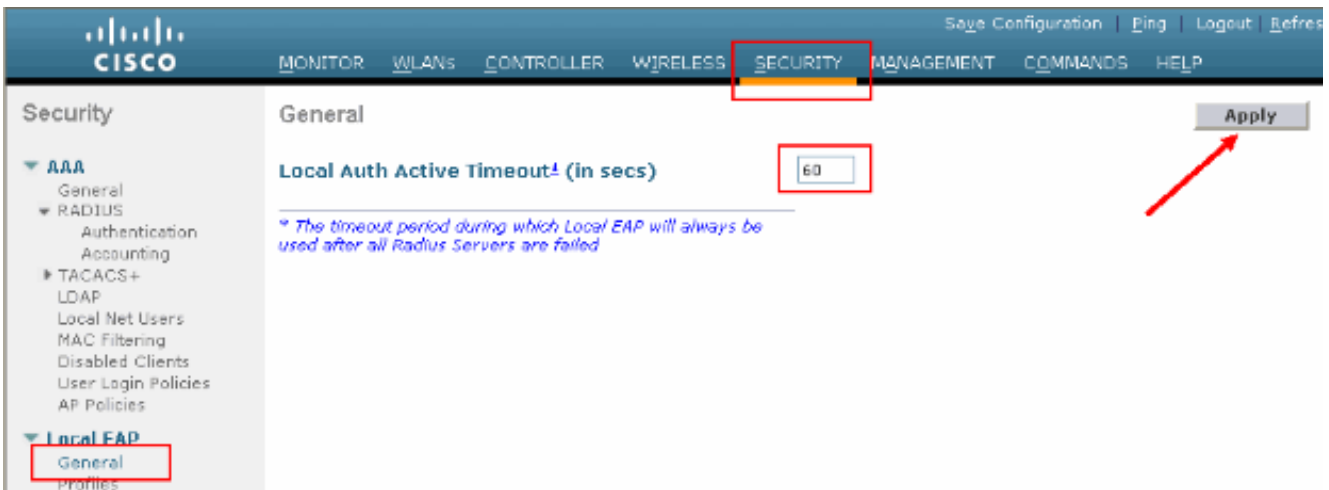 Save Configuration | Ping | Logout | Refres
CISCO
MONITOR WLANs CONTROLLER WIRELESS SECURITY MANAGEMENT COMMANDS HELP
Security
AAA
General
RADIUS
Authentication
Accounting
TACACS+
LDAP
Local Net Users
MAC Filtering
Disabled Clients
User Login Policies
AP Policies
Local EAP
General
Profiles
General
Apply
Local Auth Active Timeout1 (in secs) 60
* The timeout period during which Local EAP will always be
used after all Radius Servers are failed